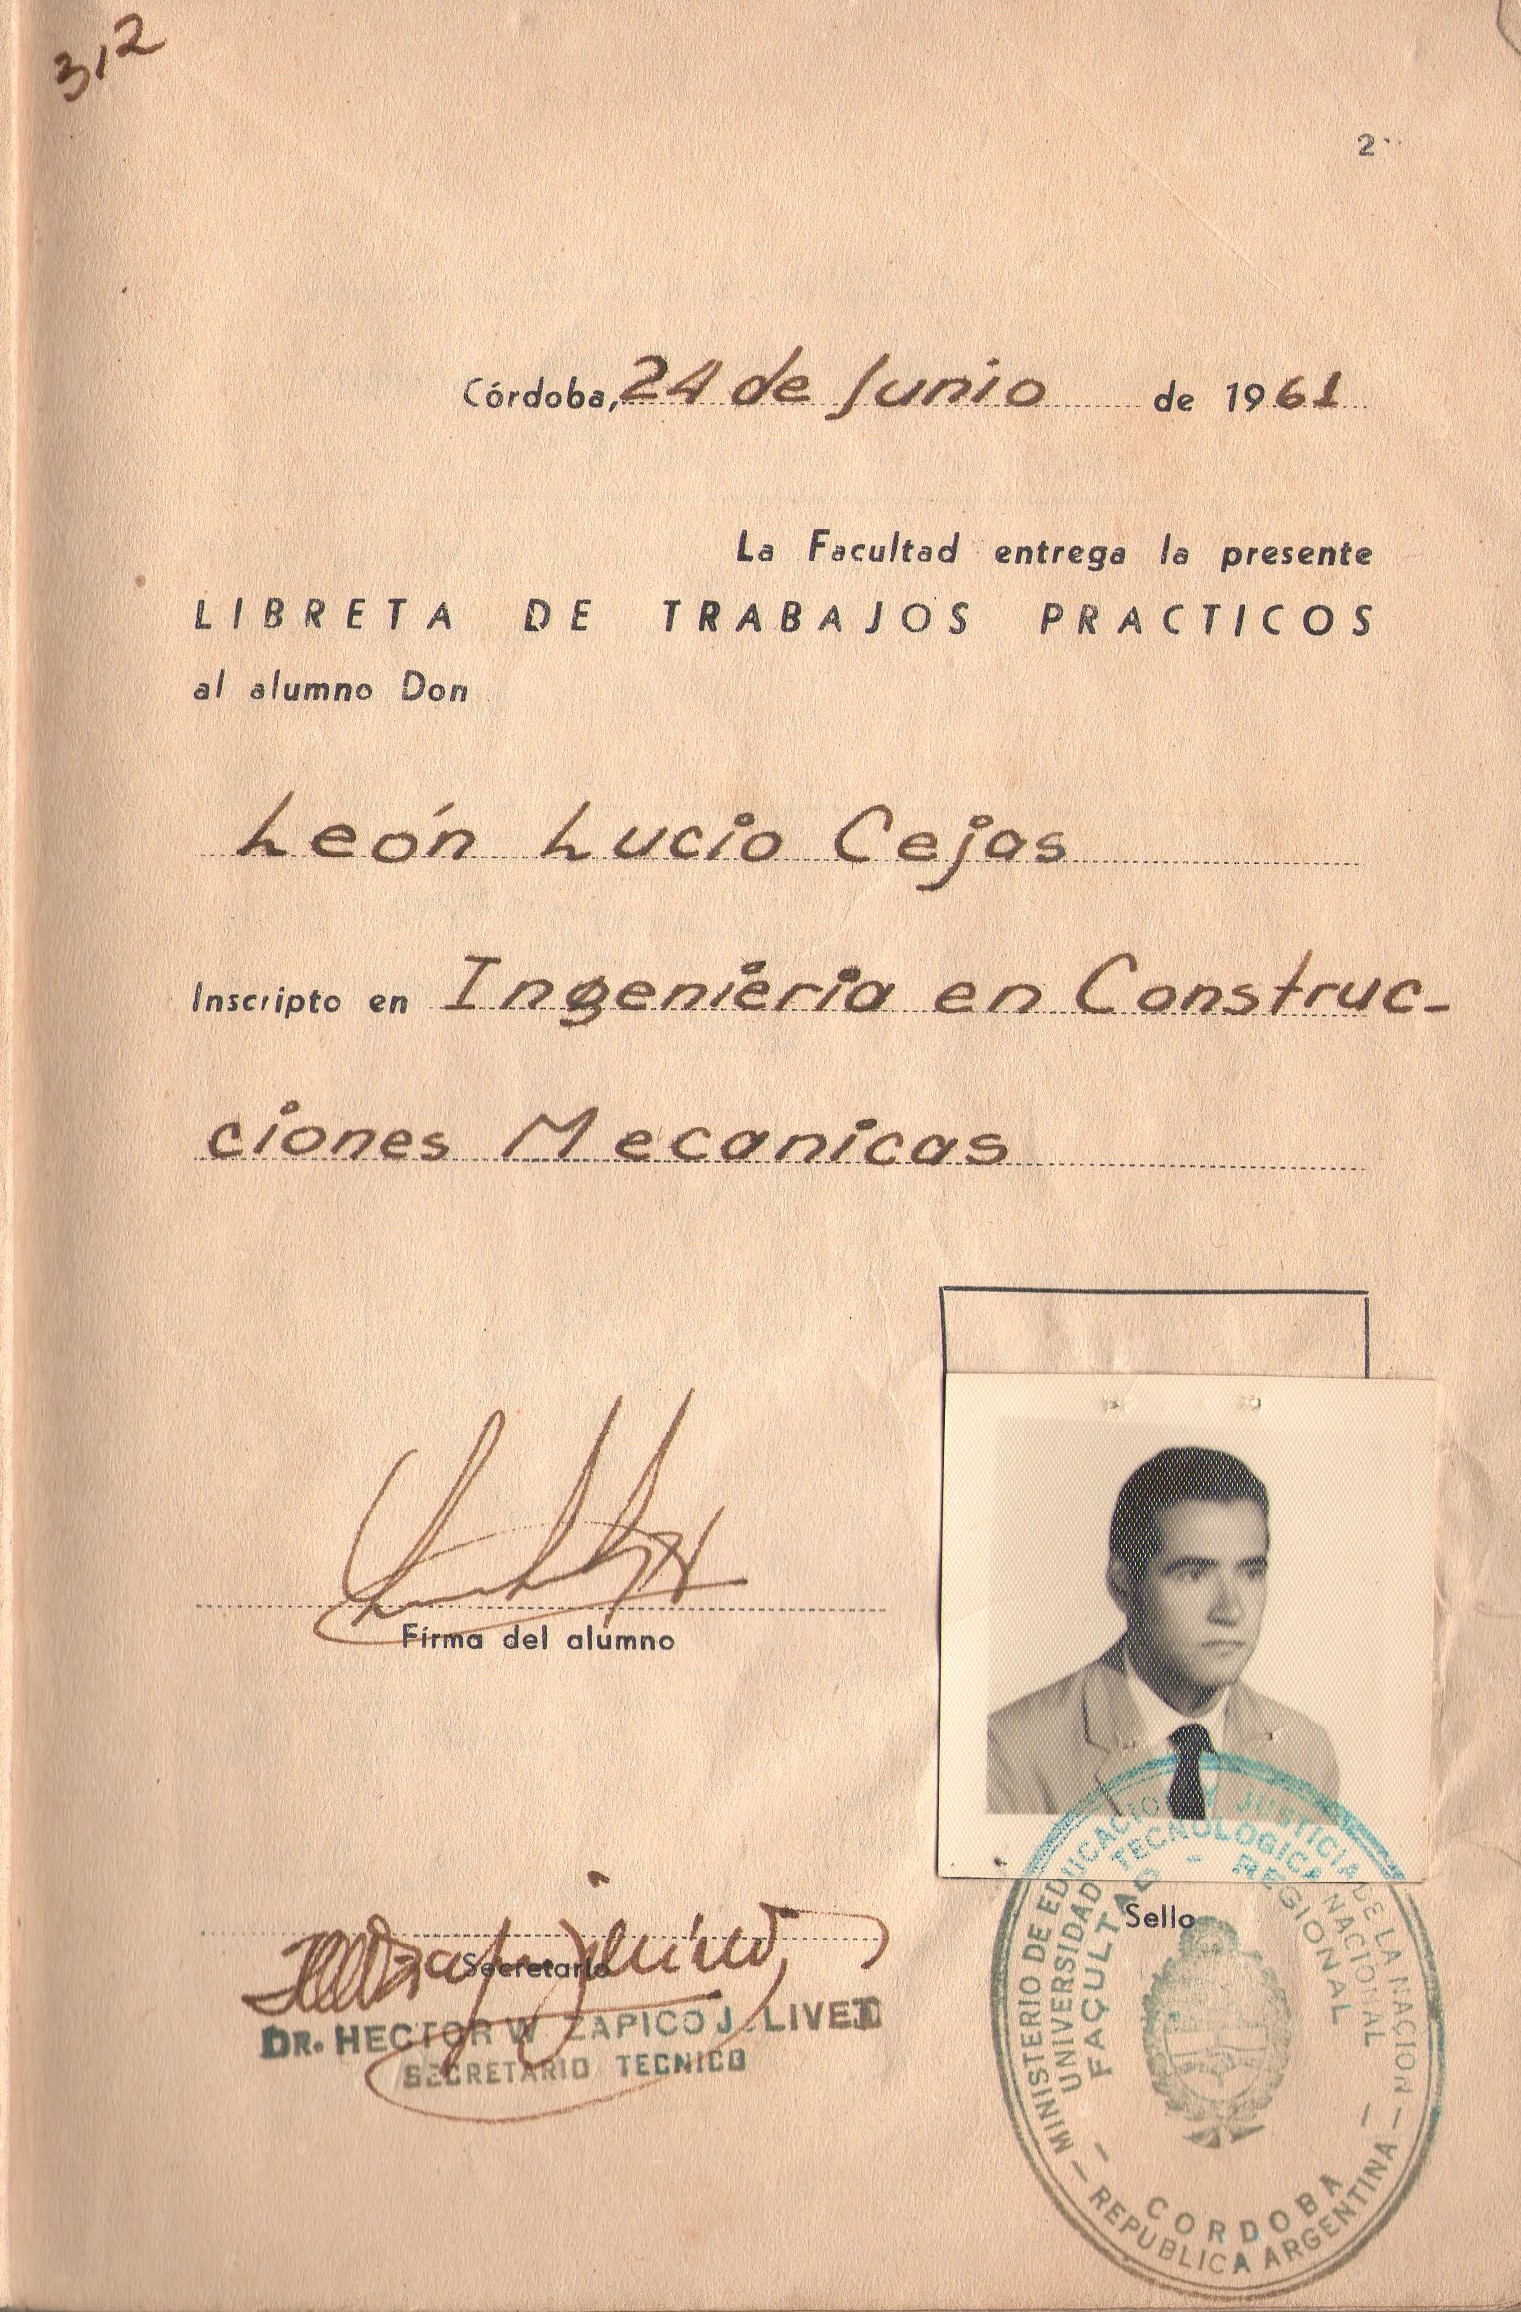 312
2
Córdoba, 24 de Junio de 1961
La Facultad entrega la presente
LIBRETA DE TRABAJOS PRACTICOS
al alumno Don
León Lucio Cejas
Inscripto en Ingenieria en Construc-
ciones Mecanicas
Firma del alumno
Sello
Secretario
DR. HECTOR W ZAPICO
SECRETARIO TECNICO
MINISTERIO DE EDUCACION Y JUSTICIA DE LA NACION
UNIVERSIDAD TECNOLOGICA NACIONAL
FACULTAD - REGIONAL
CORDOBA
REPUBLICA ARGENTINA